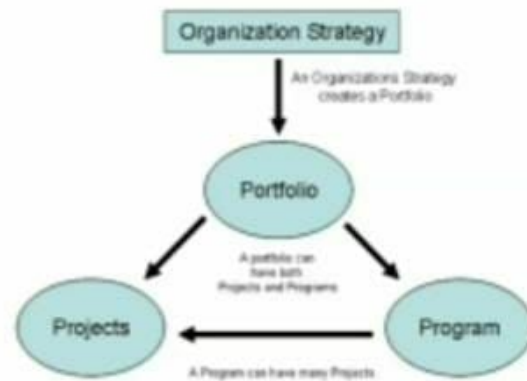 Organization Strategy
An Organizations Strategy
creates a Portfolio
Portfolio
A portfolio can
have both
Projects and Programs
Projects
Program
A Program can have many Projects